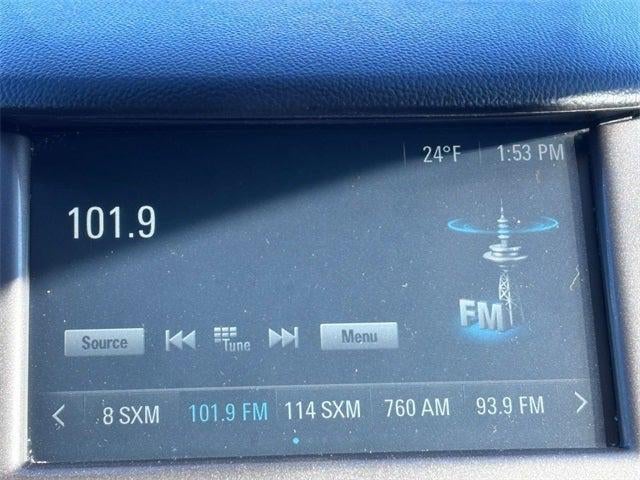 24°F 1:53 PM
101.9
FM
Source Tune Menu
8 SXM 101.9 FM 114 SXM 760 AM 93.9 FM